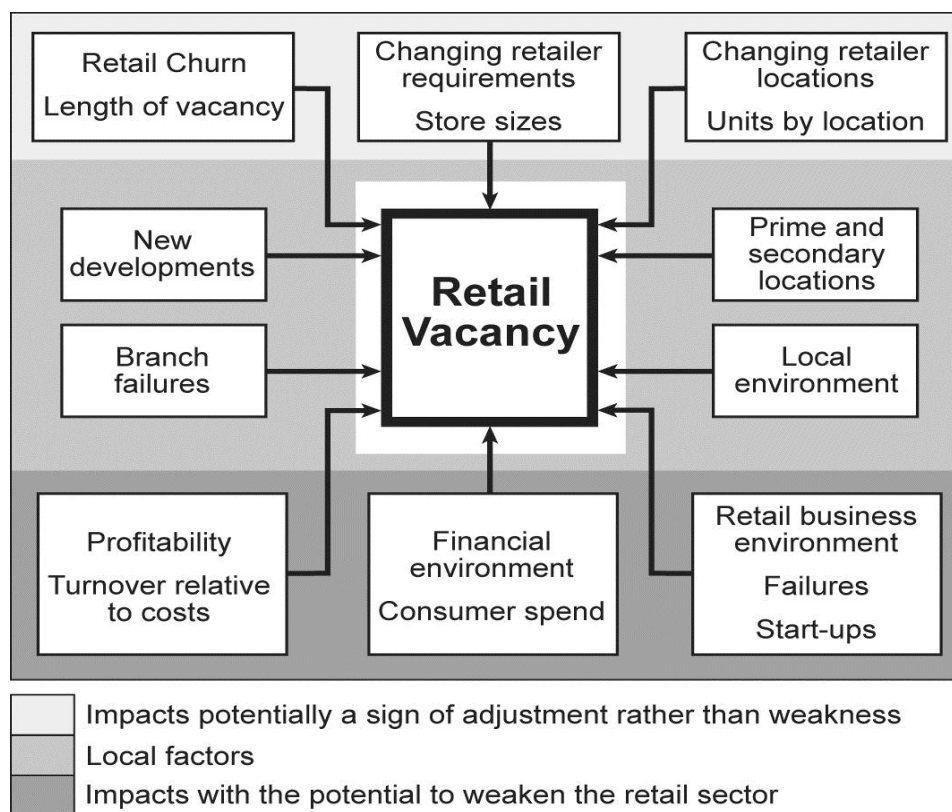 Retail Churn
Length of vacancy
Changing retailer
requirements
Store sizes
Changing retailer
locations
Units by location
New
developments
Prime and
secondary
locations
Retail
Vacancy
Branch
failures
Local
environment
Profitability
Turnover relative
to costs
Financial
environment
Consumer spend
Retail business
environment
Failures
Start-ups
Impacts potentially a sign of adjustment rather than weakness
Local factors
Impacts with the potential to weaken the retail sector